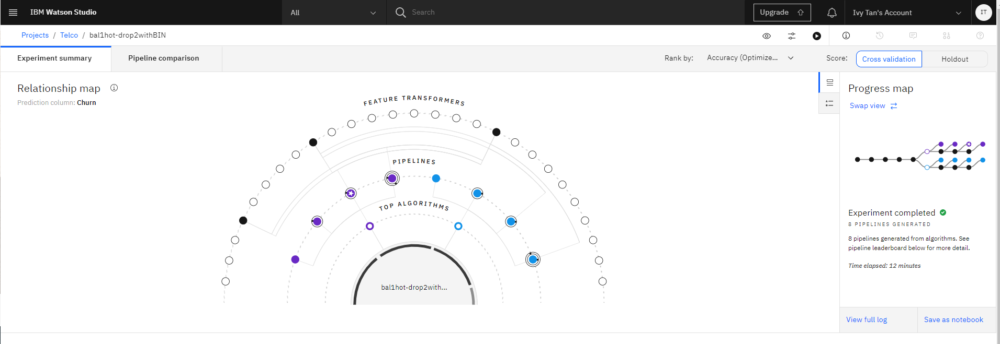 IBM Watson Studio
All
Search
Upgrade
Ivy Tan's Account
IT
Projects / Telco / bal1hot-drop2withBIN
Experiment summary
Pipeline comparison
Rank by:
Accuracy (Optimize...
Score:
Cross validation
Holdout
Relationship map
Prediction column: Churn
FEATURE TRANSFORMERS
PIPELINES
TOP ALGORITHMS
bal1hot-drop2with...
Progress map
Swap view
Experiment completed
8 PIPELINES GENERATED
8 pipelines generated from algorithms. See
pipeline leaderboard below for more detail.
Time elapsed: 12 minutes
View full log
Save as notebook